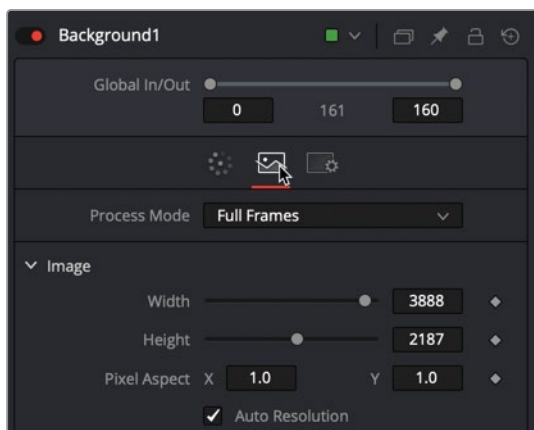 Background1
Global In/Out
0 161 160
Process Mode Full Frames
Image
Width 3888
Height 2187
Pixel Aspect X 1.0 Y 1.0
Auto Resolution